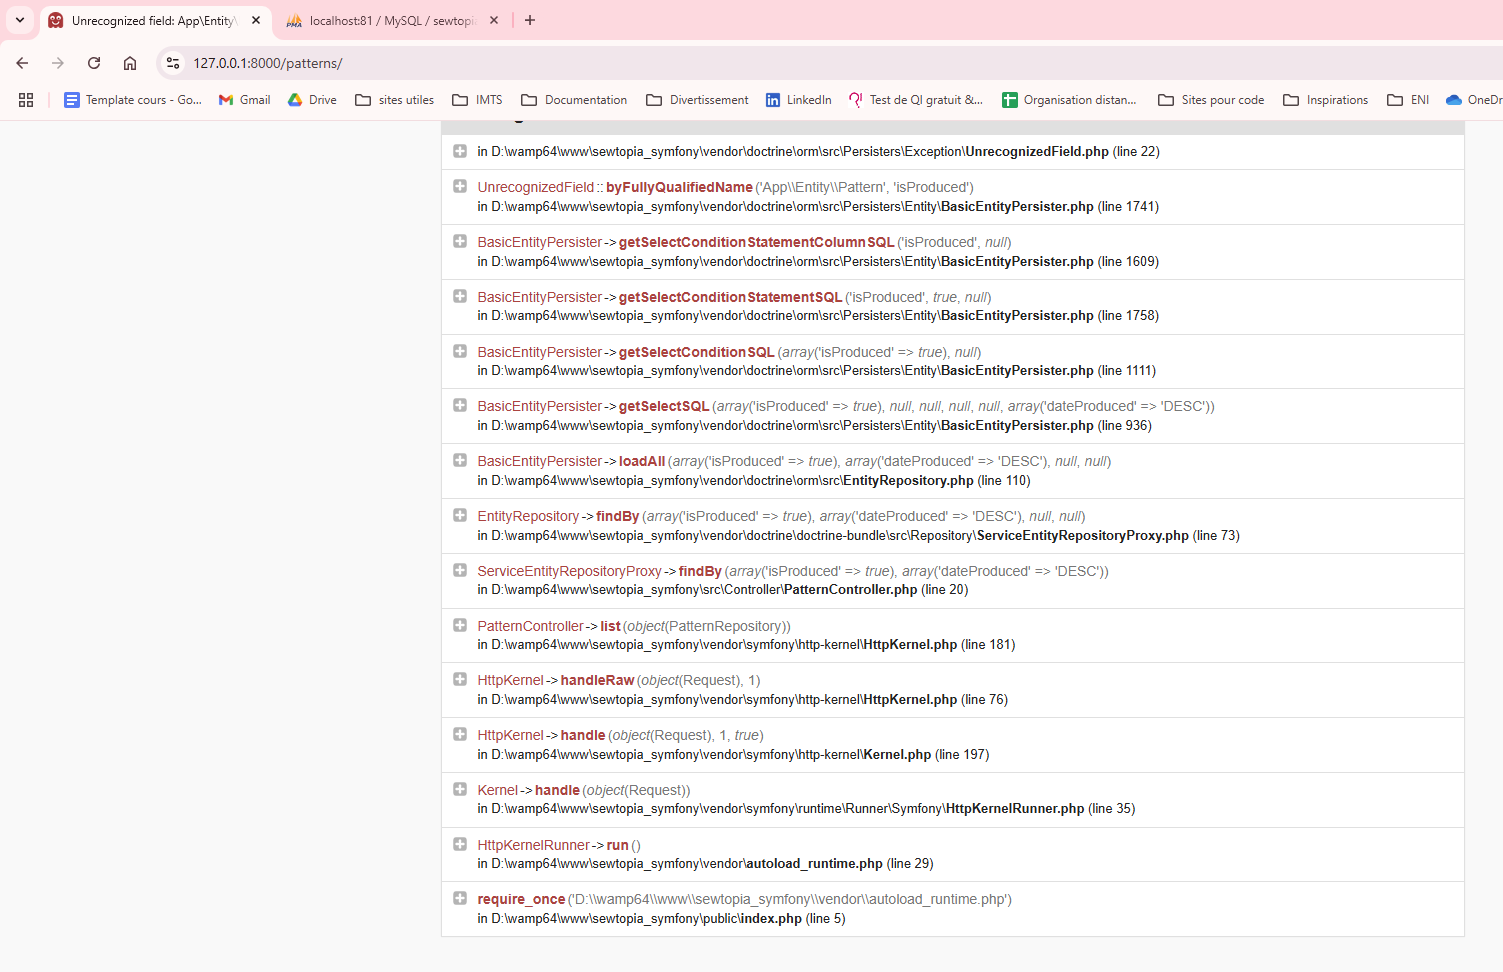 Unrecognized field: App\Entity\
localhost:81 / MySQL / sewtopia
127.0.0.1:8000/patterns/
Template cours - Go...
Gmail
Drive
sites utiles
IMTS
Documentation
Divertissement
LinkedIn
Test de QI gratuit &...
Organisation distan...
Sites pour code
Inspirations
ENI
OneDr
in D:\wamp64\www\sewtopia_symfony\vendor\doctrine\orm\src\Persisters\Exception\UnrecognizedField.php (line 22)
UnrecognizedField::byFullyQualifiedName('App\\Entity\\Pattern', 'isProduced')
in D:\wamp64\www\sewtopia_symfony\vendor\doctrine\orm\src\Persisters\Entity\BasicEntityPersister.php (line 1741)
BasicEntityPersister->getSelectConditionStatementColumnSQL('isProduced', null)
in D:\wamp64\www\sewtopia_symfony\vendor\doctrine\orm\src\Persisters\Entity\BasicEntityPersister.php (line 1609)
BasicEntityPersister->getSelectConditionStatementSQL('isProduced', true, null)
in D:\wamp64\www\sewtopia_symfony\vendor\doctrine\orm\src\Persisters\Entity\BasicEntityPersister.php (line 1758)
BasicEntityPersister->getSelectConditionSQL(array('isProduced' => true), null)
in D:\wamp64\www\sewtopia_symfony\vendor\doctrine\orm\src\Persisters\Entity\BasicEntityPersister.php (line 1111)
BasicEntityPersister->getSelectSQL(array('isProduced' => true), null, null, null, null, array('dateProduced' => 'DESC'))
in D:\wamp64\www\sewtopia_symfony\vendor\doctrine\orm\src\Persisters\Entity\BasicEntityPersister.php (line 936)
BasicEntityPersister->loadAll(array('isProduced' => true), array('dateProduced' => 'DESC'), null, null)
in D:\wamp64\www\sewtopia_symfony\vendor\doctrine\orm\src\EntityRepository.php (line 110)
EntityRepository->findBy(array('isProduced' => true), array('dateProduced' => 'DESC'), null, null)
in D:\wamp64\www\sewtopia_symfony\vendor\doctrine\doctrine-bundle\src\Repository\ServiceEntityRepositoryProxy.php (line 73)
ServiceEntityRepositoryProxy->findBy(array('isProduced' => true), array('dateProduced' => 'DESC'))
in D:\wamp64\www\sewtopia_symfony\src\Controller\PatternController.php (line 20)
PatternController->list(object(PatternRepository))
in D:\wamp64\www\sewtopia_symfony\vendor\symfony\http-kernel\HttpKernel.php (line 181)
HttpKernel->handleRaw(object(Request), 1)
in D:\wamp64\www\sewtopia_symfony\vendor\symfony\http-kernel\HttpKernel.php (line 76)
HttpKernel->handle(object(Request), 1, true)
in D:\wamp64\www\sewtopia_symfony\vendor\symfony\http-kernel\Kernel.php (line 197)
Kernel->handle(object(Request))
in D:\wamp64\www\sewtopia_symfony\vendor\symfony\runtime\Runner\Symfony\HttpKernelRunner.php (line 35)
HttpKernelRunner->run()
in D:\wamp64\www\sewtopia_symfony\vendor\autoload_runtime.php (line 29)
require_once('D:\\wamp64\\www\\sewtopia_symfony\\vendor\\autoload_runtime.php')
in D:\wamp64\www\sewtopia_symfony\public\index.php (line 5)